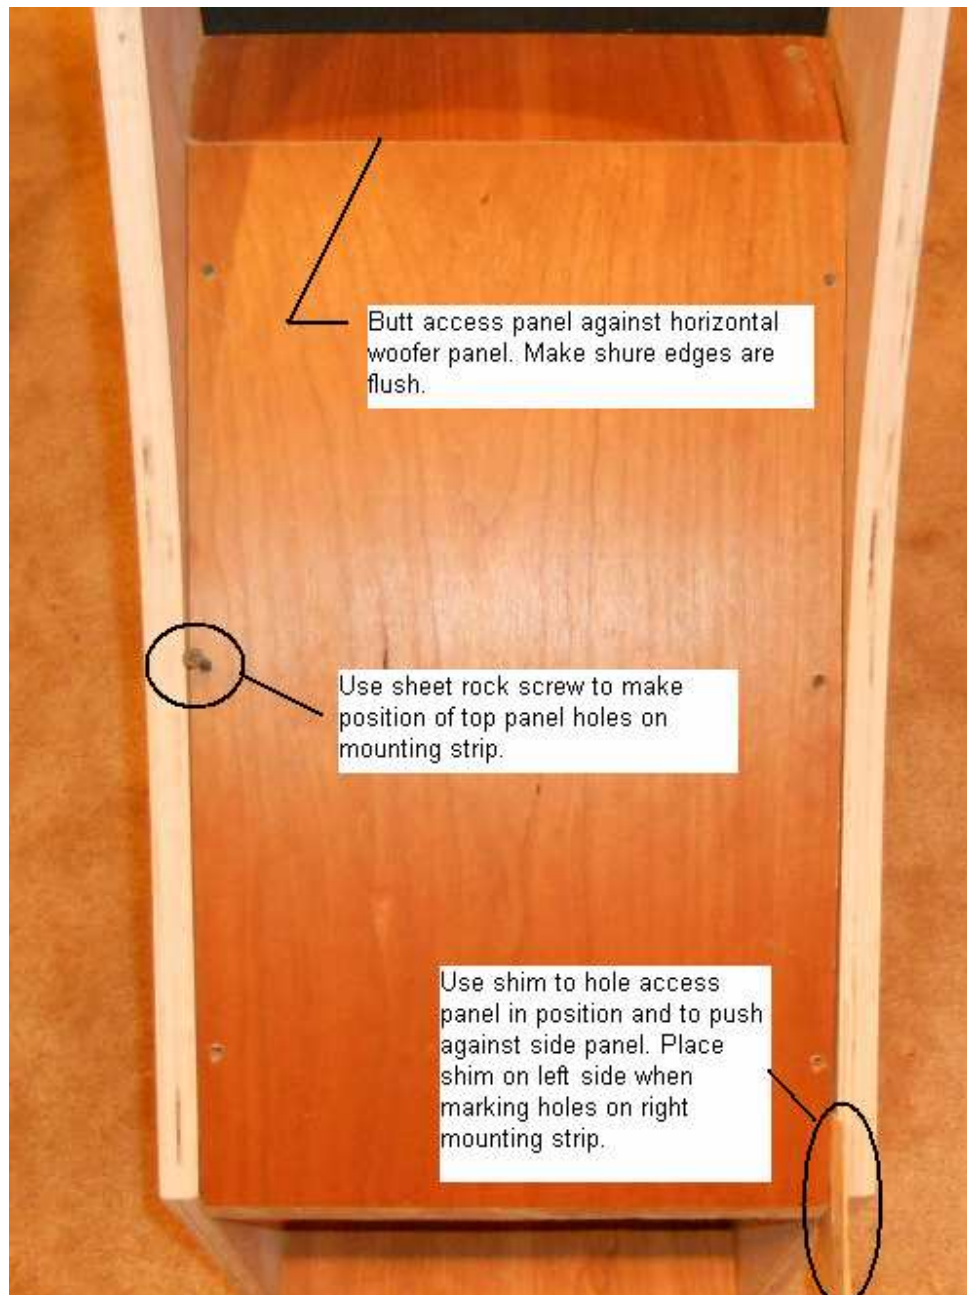 Butt access panel against horizontal
woofer panel. Make shure edges are
flush.
Use sheet rock screw to make
position of top panel holes on
mounting strip.
Use shim to hole access
panel in position and to push
against side panel. Place
shim on left side when
marking holes on right
mounting strip.